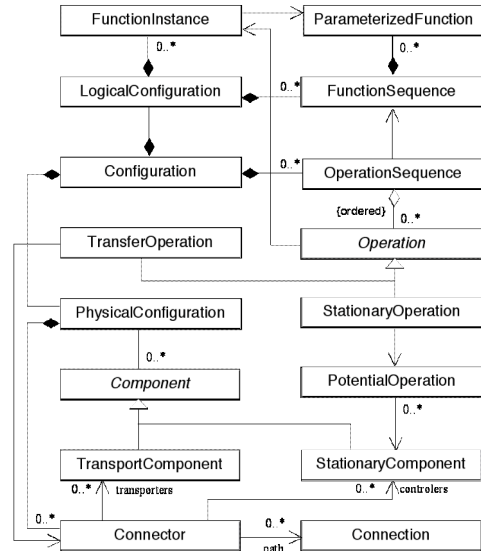 FunctionInstance ParameterizedFunction
0..* 0..*
LogicalConfiguration FunctionSequence
0..*
Configuration OperationSequence
0..*
{ordered} 0..*
TransferOperation Operation
PhysicalConfiguration StationaryOperation
0..* PotentialOperation
Component 0..*
TransportComponent StationaryComponent
0..* transporters 0..* controlers
0..* 0..*
Connector Connection
path